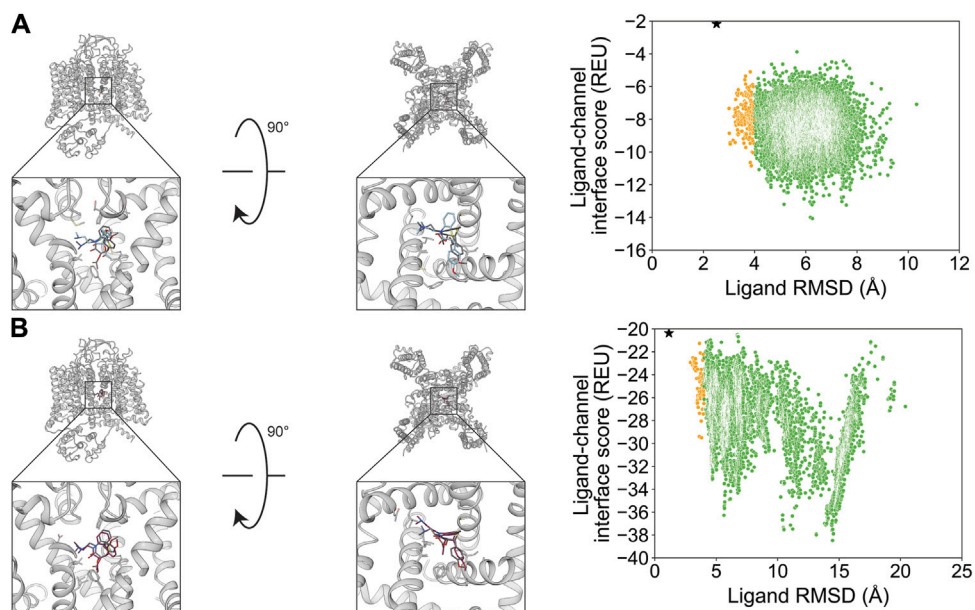 A
90°
Ligand-channel
interface score (REU)
−2
−4
−6
−8
−10
−12
−14
−16
0 2 4 6 8 10 12
Ligand RMSD (Å)
B
90°
Ligand-channel
interface score (REU)
−20
−22
−24
−26
−28
−30
−32
−34
−36
−38
−40
0 5 10 15 20 25
Ligand RMSD (Å)